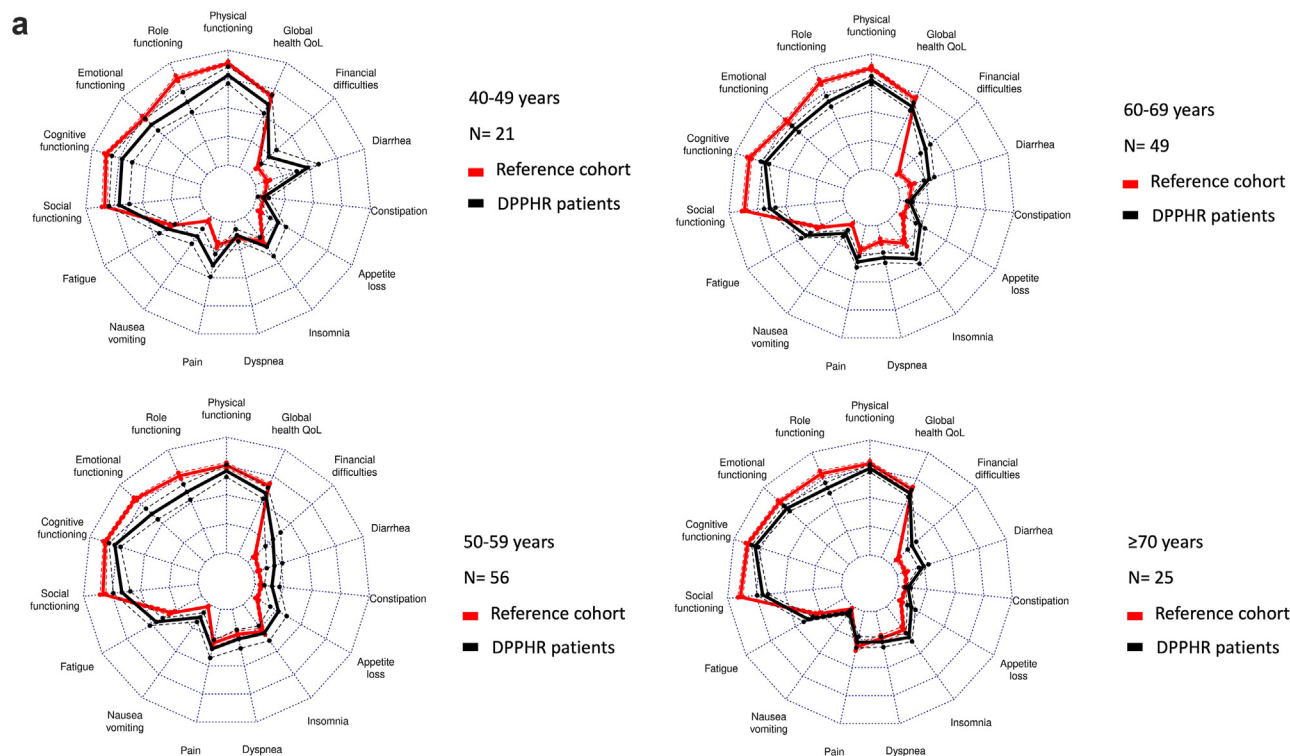 a
Physical
functioning
Global
health QoL
Financial
difficulties
Diarrhea
Constipation
Appetite
loss
Insomnia
Dyspnea
Pain
Nausea
vomiting
Fatigue
Social
functioning
Cognitive
functioning
Emotional
functioning
Role
functioning
40-49 years
N= 21
Reference cohort
DPPHR patients
Physical
functioning
Global
health QoL
Financial
difficulties
Diarrhea
Constipation
Appetite
loss
Insomnia
Dyspnea
Pain
Nausea
vomiting
Fatigue
Social
functioning
Cognitive
functioning
Emotional
functioning
Role
functioning
60-69 years
N= 49
Reference cohort
DPPHR patients
Physical
functioning
Global
health QoL
Financial
difficulties
Diarrhea
Constipation
Appetite
loss
Insomnia
Dyspnea
Pain
Nausea
vomiting
Fatigue
Social
functioning
Cognitive
functioning
Emotional
functioning
Role
functioning
50-59 years
N= 56
Reference cohort
DPPHR patients
Physical
functioning
Global
health QoL
Financial
difficulties
Diarrhea
Constipation
Appetite
loss
Insomnia
Dyspnea
Pain
Nausea
vomiting
Fatigue
Social
functioning
Cognitive
functioning
Emotional
functioning
Role
functioning
≥70 years
N= 25
Reference cohort
DPPHR patients